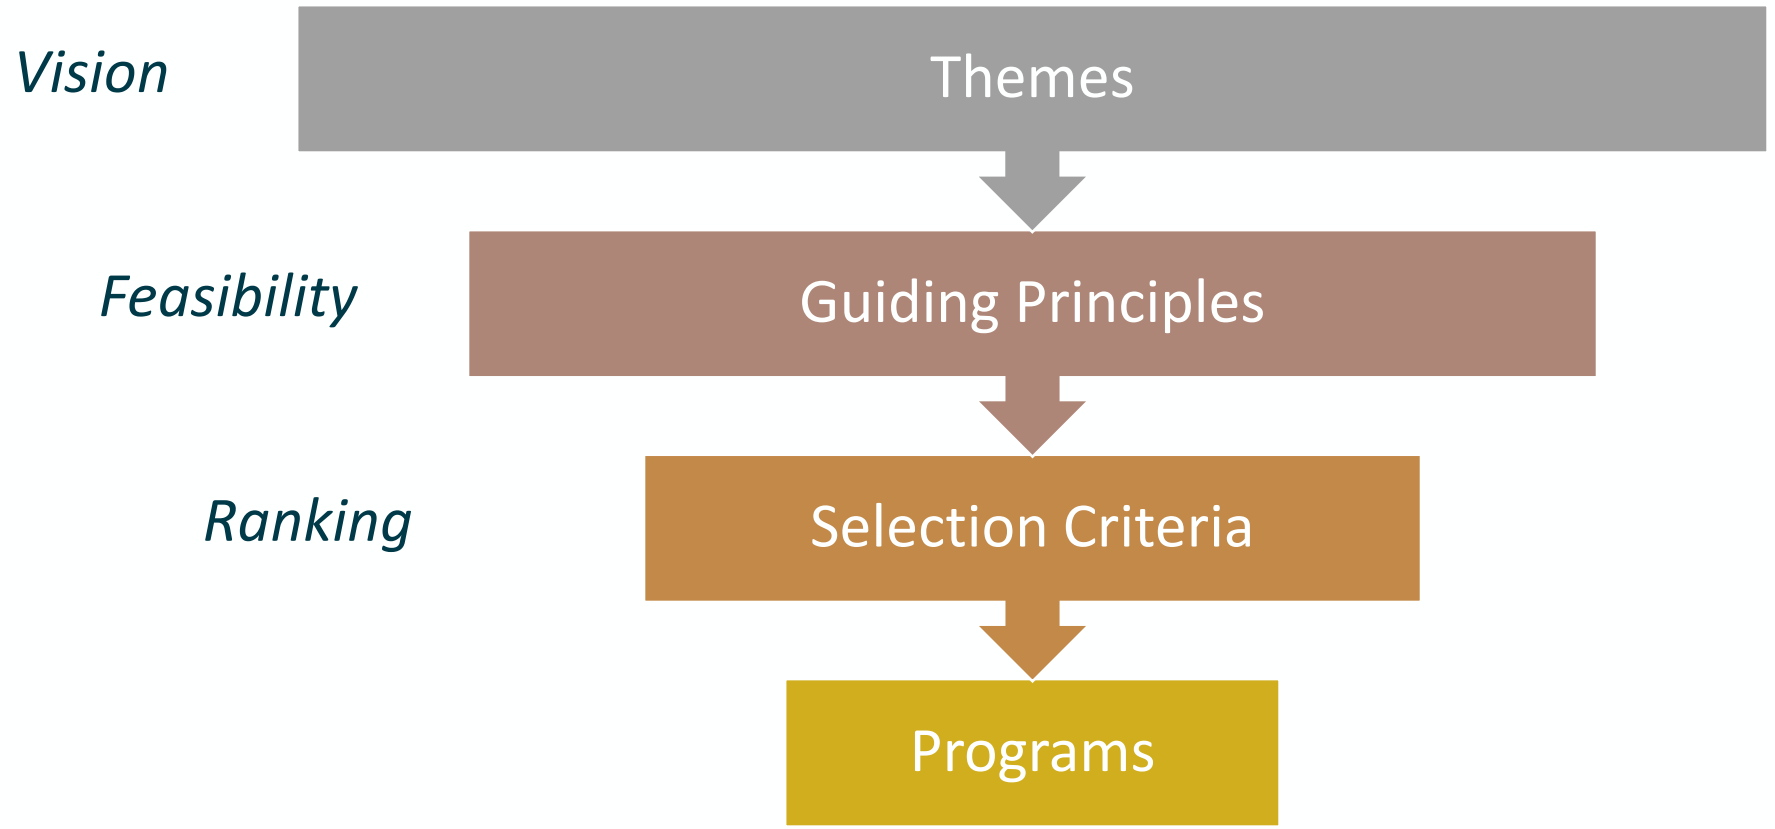 Vision
Themes
Feasibility
Guiding Principles
Ranking
Selection Criteria
Programs